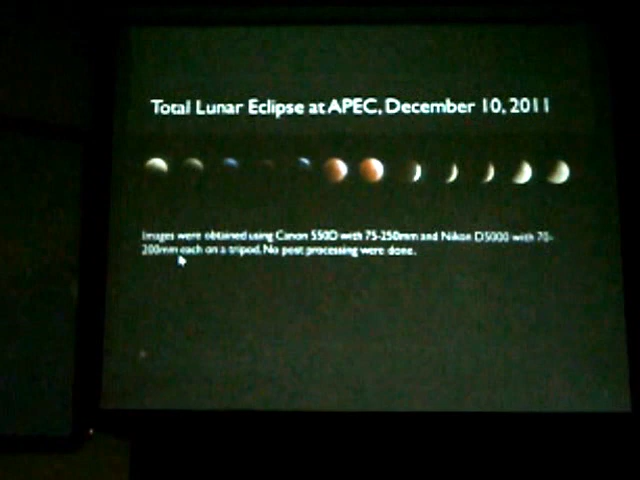 Total Lunar Eclipse at APEC, December 10, 2011
Images were obtained using Canon 550D with 75-250mm and Nikon D5000 with 70-
200mm each on a tripod. No post processing were done.